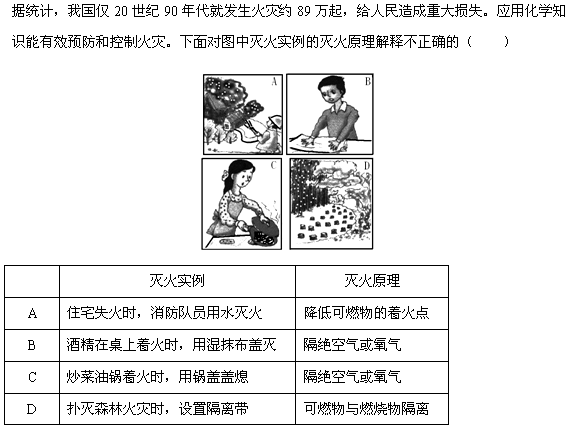 据统计，我国仅 20 世纪 90 年代就发生火灾约 89 万起，给人民造成重大损失。应用化学知
识能有效预防和控制火灾。下面对图中灭火实例的灭火原理解释不正确的（　　）
A B
C D
灭火实例 灭火原理
A 住宅失火时，消防队员用水灭火 降低可燃物的着火点
B 酒精在桌上着火时，用湿抹布盖灭 隔绝空气或氧气
C 炒菜油锅着火时，用锅盖盖熄 隔绝空气或氧气
D 扑灭森林火灾时，设置隔离带 可燃物与燃烧物隔离